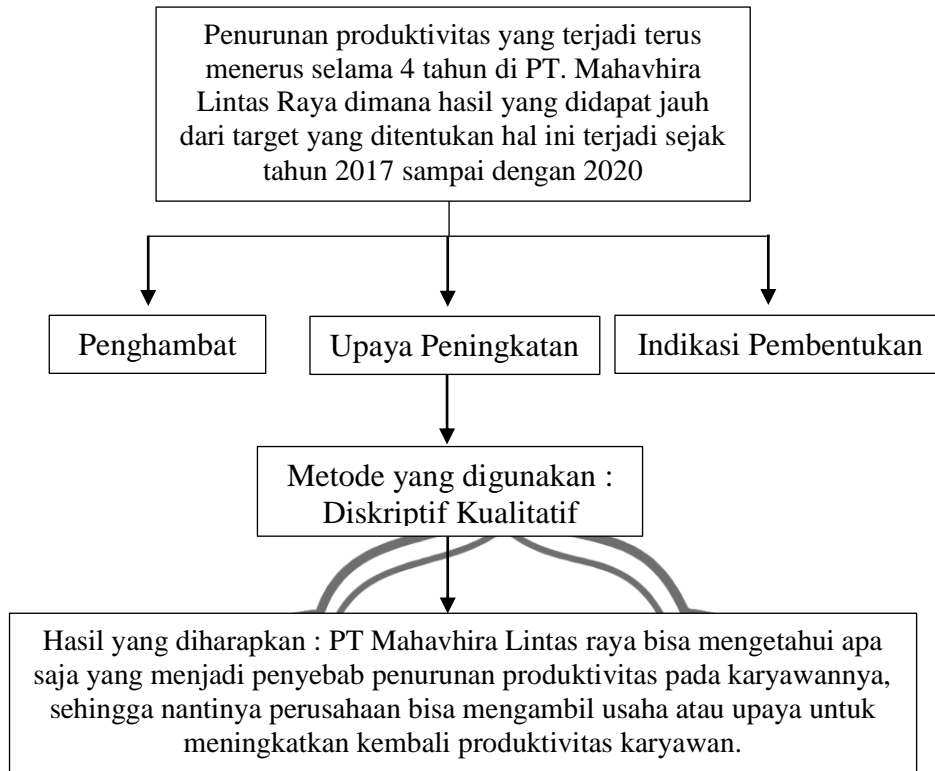 Penurunan produktivitas yang terjadi terus
menerus selama 4 tahun di PT. Mahavhira
Lintas Raya dimana hasil yang didapat jauh
dari target yang ditentukan hal ini terjadi sejak
tahun 2017 sampai dengan 2020
Penghambat
Upaya Peningkatan
Indikasi Pembentukan
Metode yang digunakan :
Diskriptif Kualitatif
Hasil yang diharapkan : PT Mahavhira Lintas raya bisa mengetahui apa
saja yang menjadi penyebab penurunan produktivitas pada karyawannya,
sehingga nantinya perusahaan bisa mengambil usaha atau upaya untuk
meningkatkan kembali produktivitas karyawan.